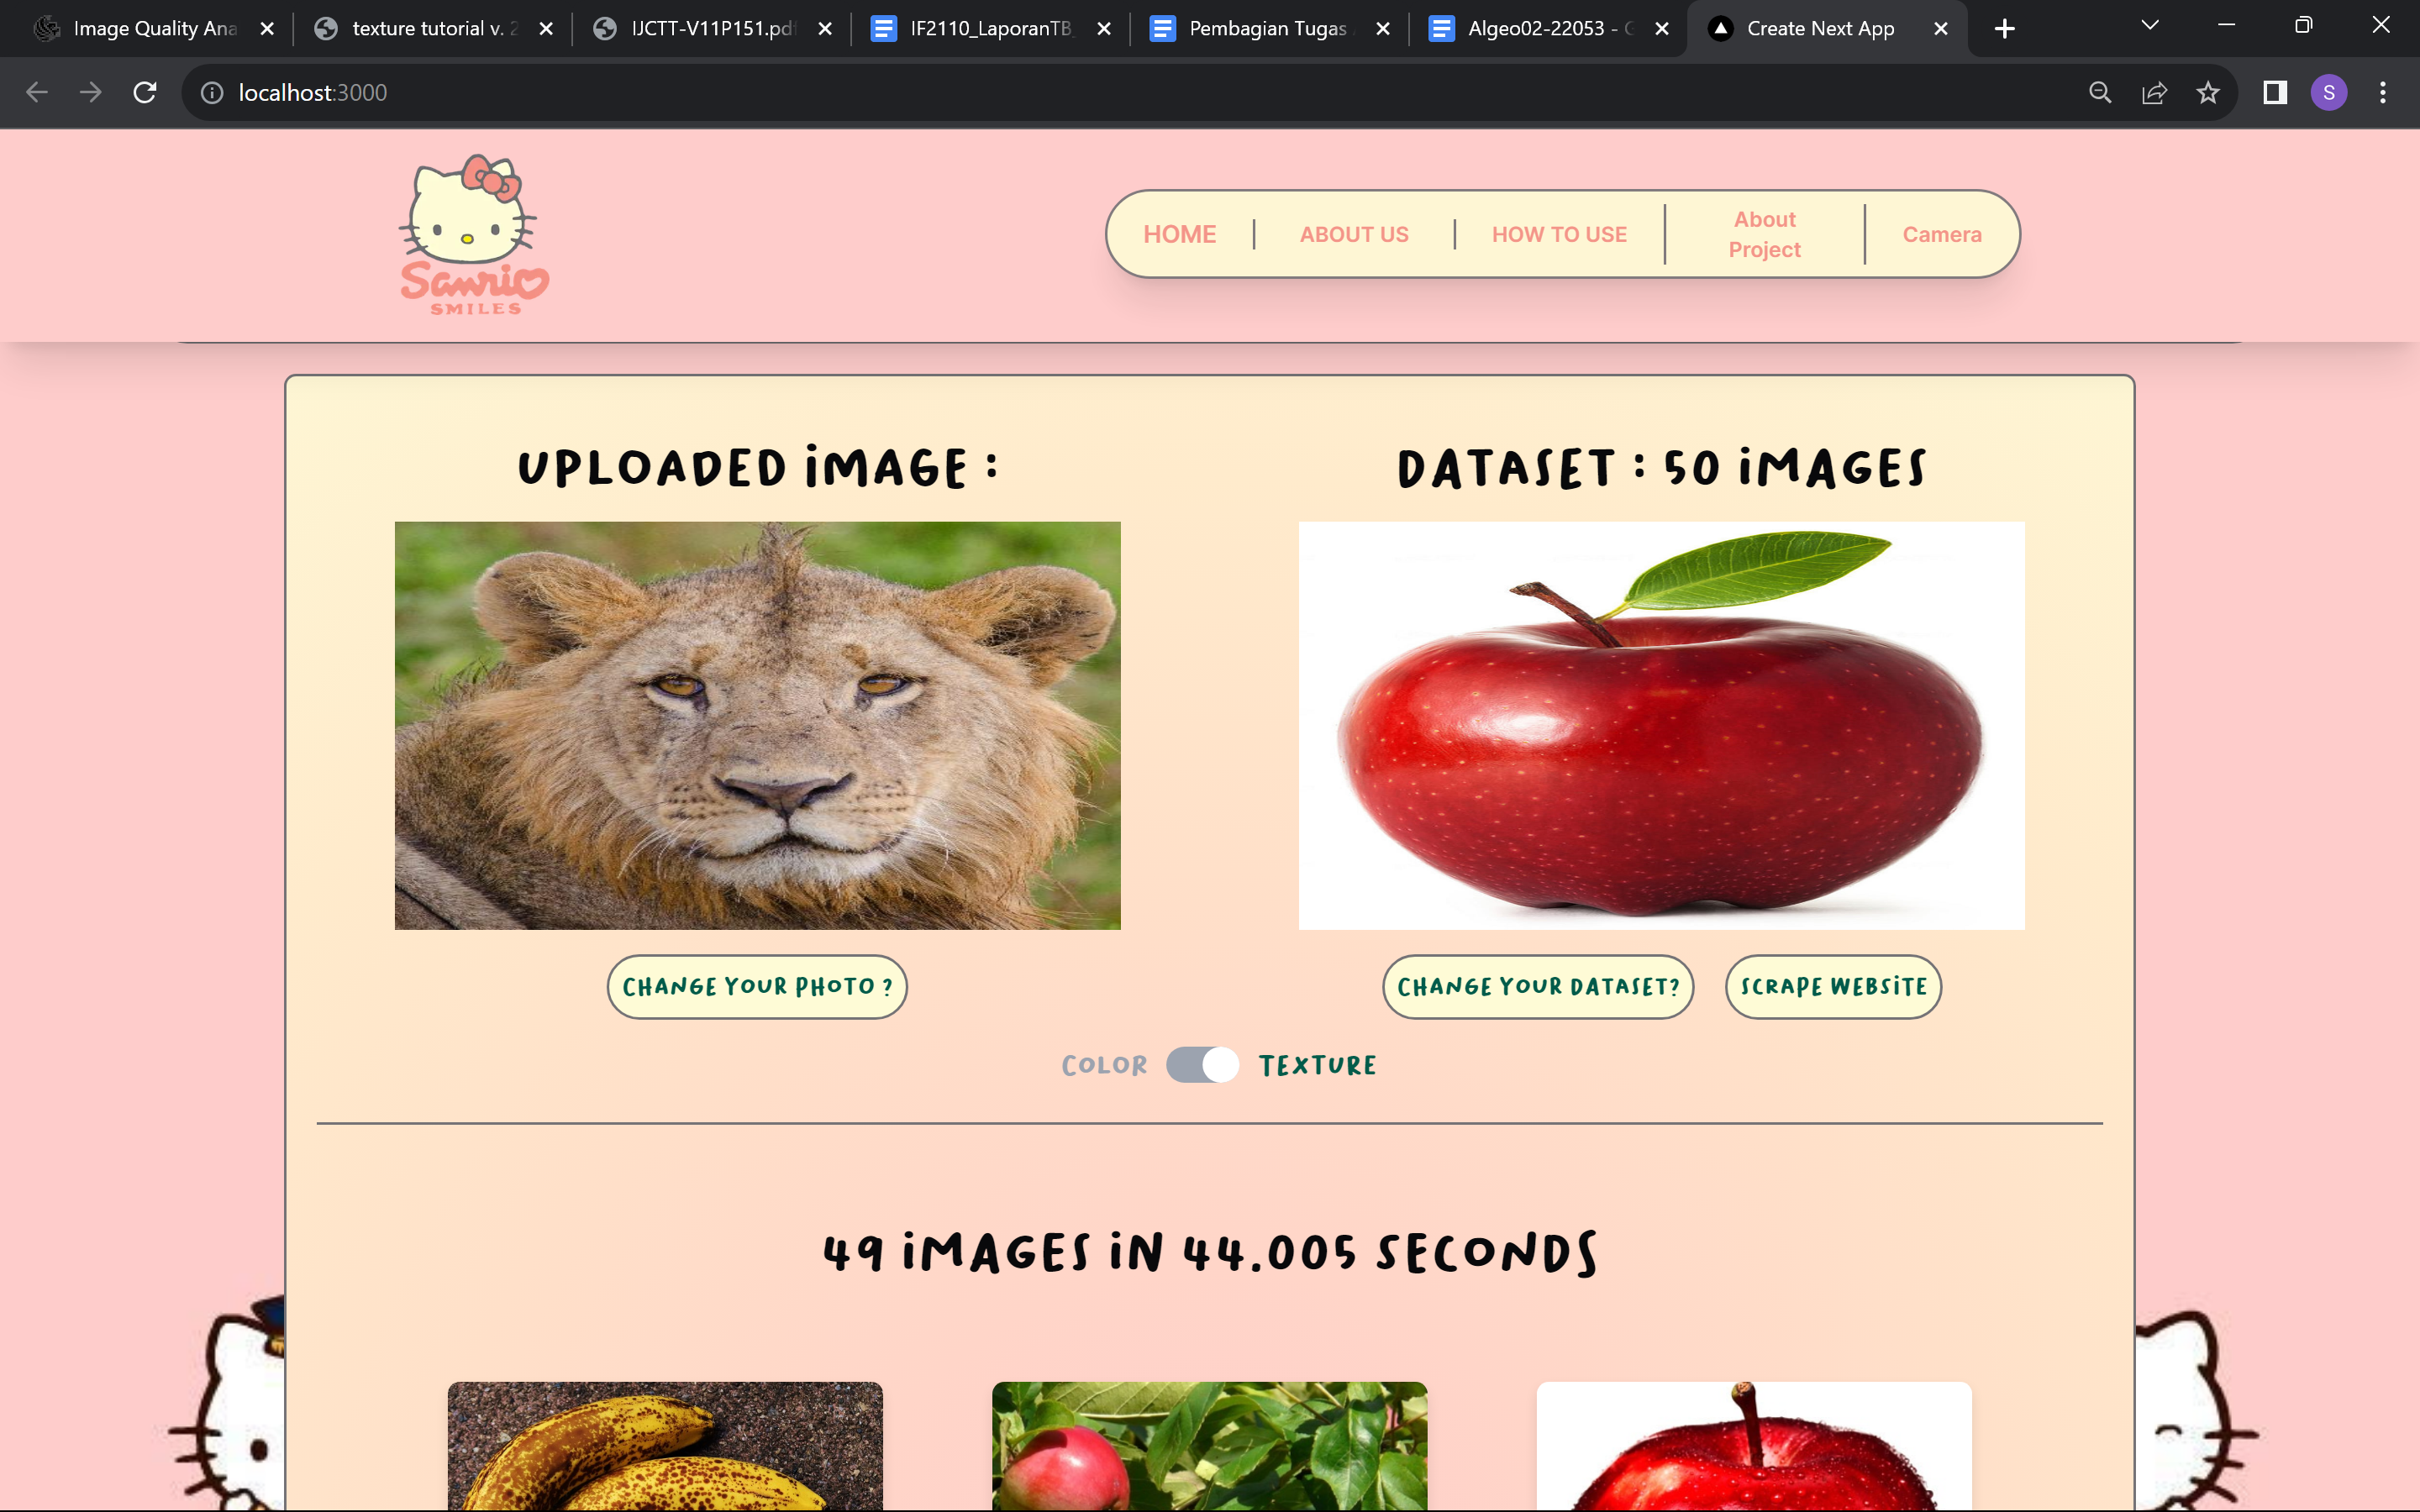 Image Quality Ana
texture tutorial v. 2
IJCTT-V11P151.pdf
IF2110_LaporanTB_
Pembagian Tugas
Algeo02-22053 - G
Create Next App
localhost:3000
S
Sanrio
SMILES
HOME
ABOUT US
HOW TO USE
About
Project
Camera
UPLOADED IMAGE :
DATASET : 50 IMAGES
CHANGE YOUR PHOTO ?
CHANGE YOUR DATASET?
SCRAPE WEBSITE
COLOR
TEXTURE
49 IMAGES IN 44.005 SECONDS